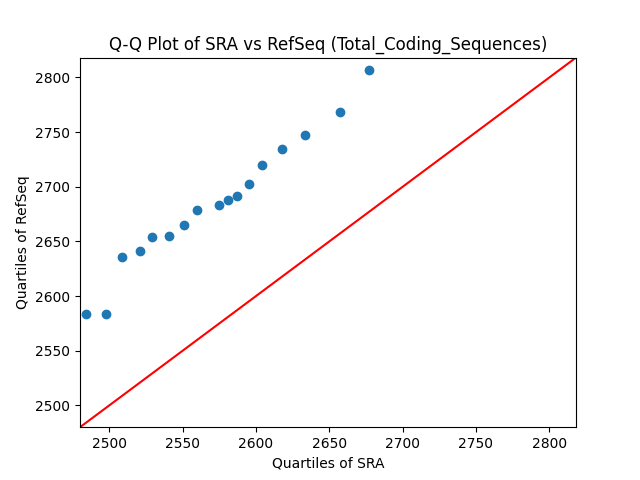 Q-Q Plot of SRA vs RefSeq (Total_Coding_Sequences)
2800
2750
2700
2650
2600
2550
2500
Quartiles of RefSeq
2500 2550 2600 2650 2700 2750 2800
Quartiles of SRA